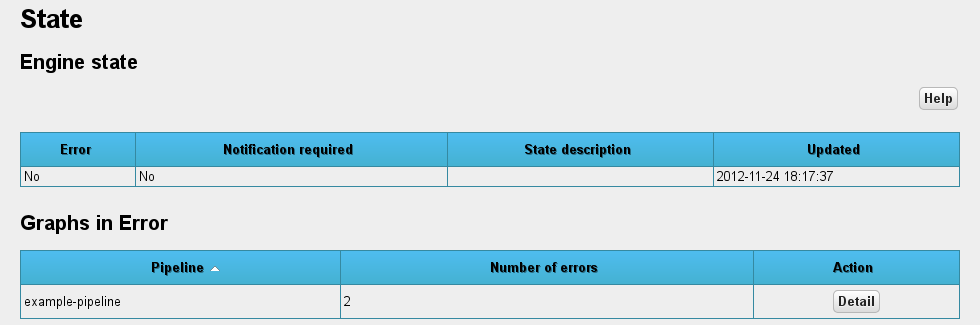 State
Engine state
Help
Error Notification required State description Updated
No No 2012-11-24 18:17:37
Graphs in Error
Pipeline Number of errors Action
example-pipeline 2 Detail